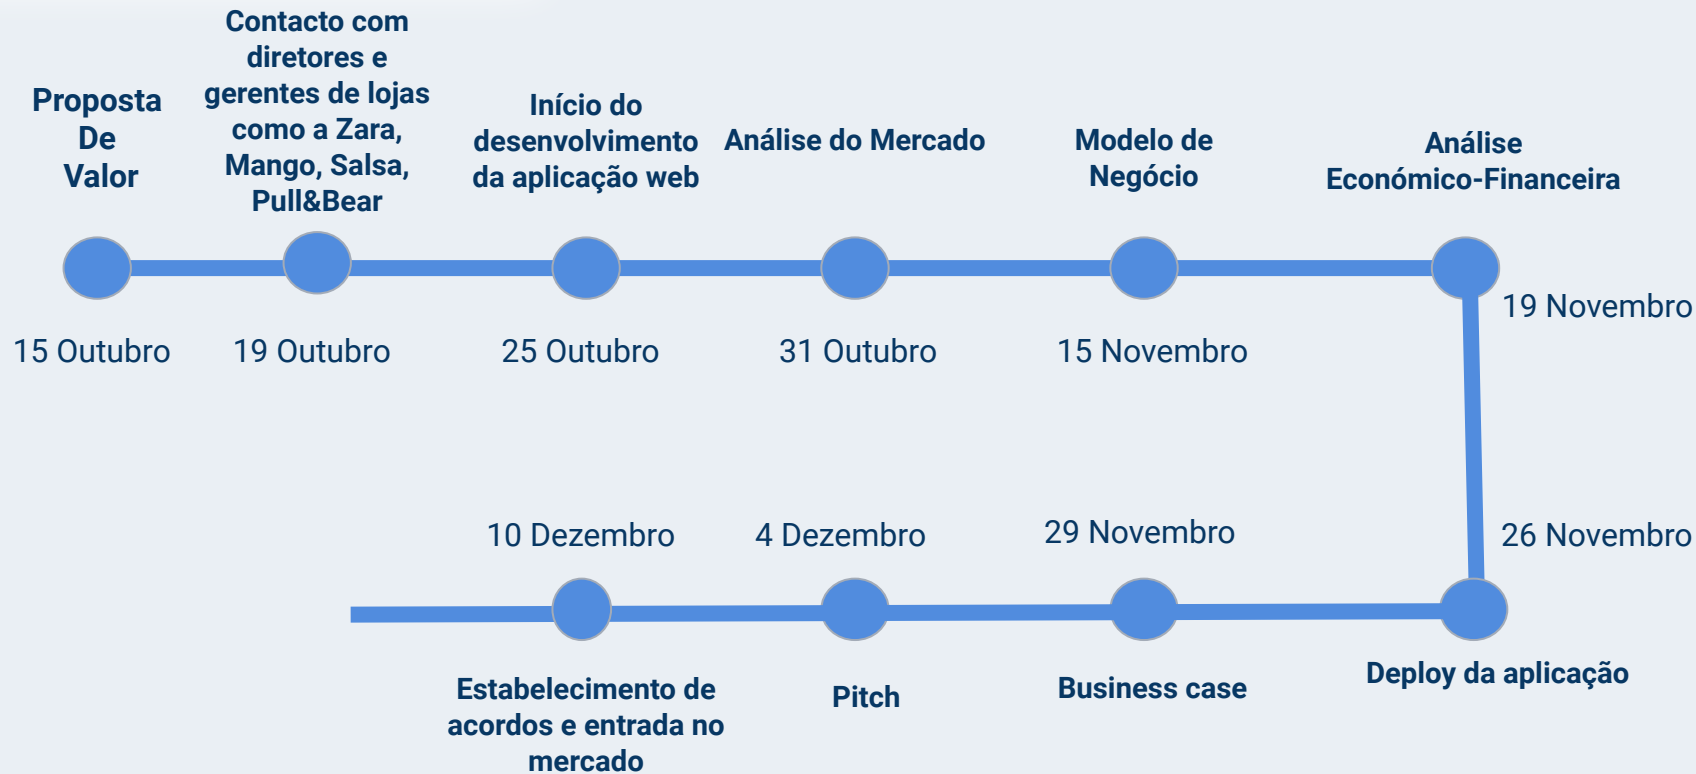 Proposta
De
Valor
Contacto com
diretores e
gerentes de lojas
como a Zara,
Mango, Salsa,
Pull&Bear
Início do
desenvolvimento
da aplicação web
Análise do Mercado
Modelo de
Negócio
Análise
Económico-Financeira
15 Outubro
19 Outubro
25 Outubro
31 Outubro
15 Novembro
19 Novembro
10 Dezembro
4 Dezembro
29 Novembro
26 Novembro
Estabelecimento de
acordos e entrada no
mercado
Pitch
Business case
Deploy da aplicação